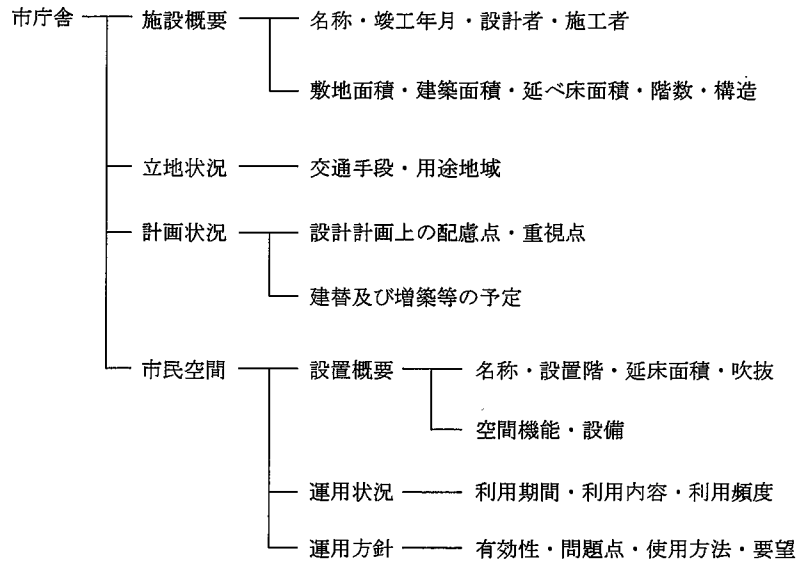 市庁舎 施設概要 名称・竣工年月・設計者・施工者
敷地面積・建築面積・延べ床面積・階数・構造
立地状況 交通手段・用途地域
計画状況 設計計画上の配慮点・重視点
建替及び増築等の予定
市民空間 設置概要 名称・設置階・延床面積・吹抜
空間機能・設備
運用状況 利用期間・利用内容・利用頻度
運用方針 有効性・問題点・使用方法・要望